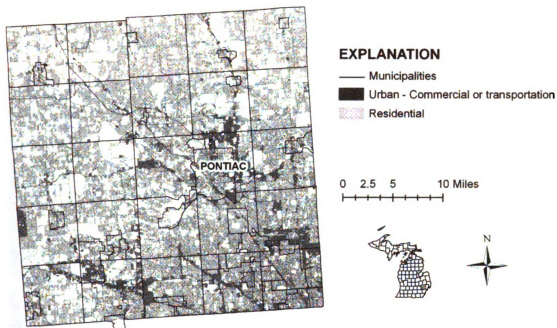 EXPLANATION
Municipalities
Urban - Commercial or transportation
Residential
PONTIAC
0 2.5 5 10 Miles
N